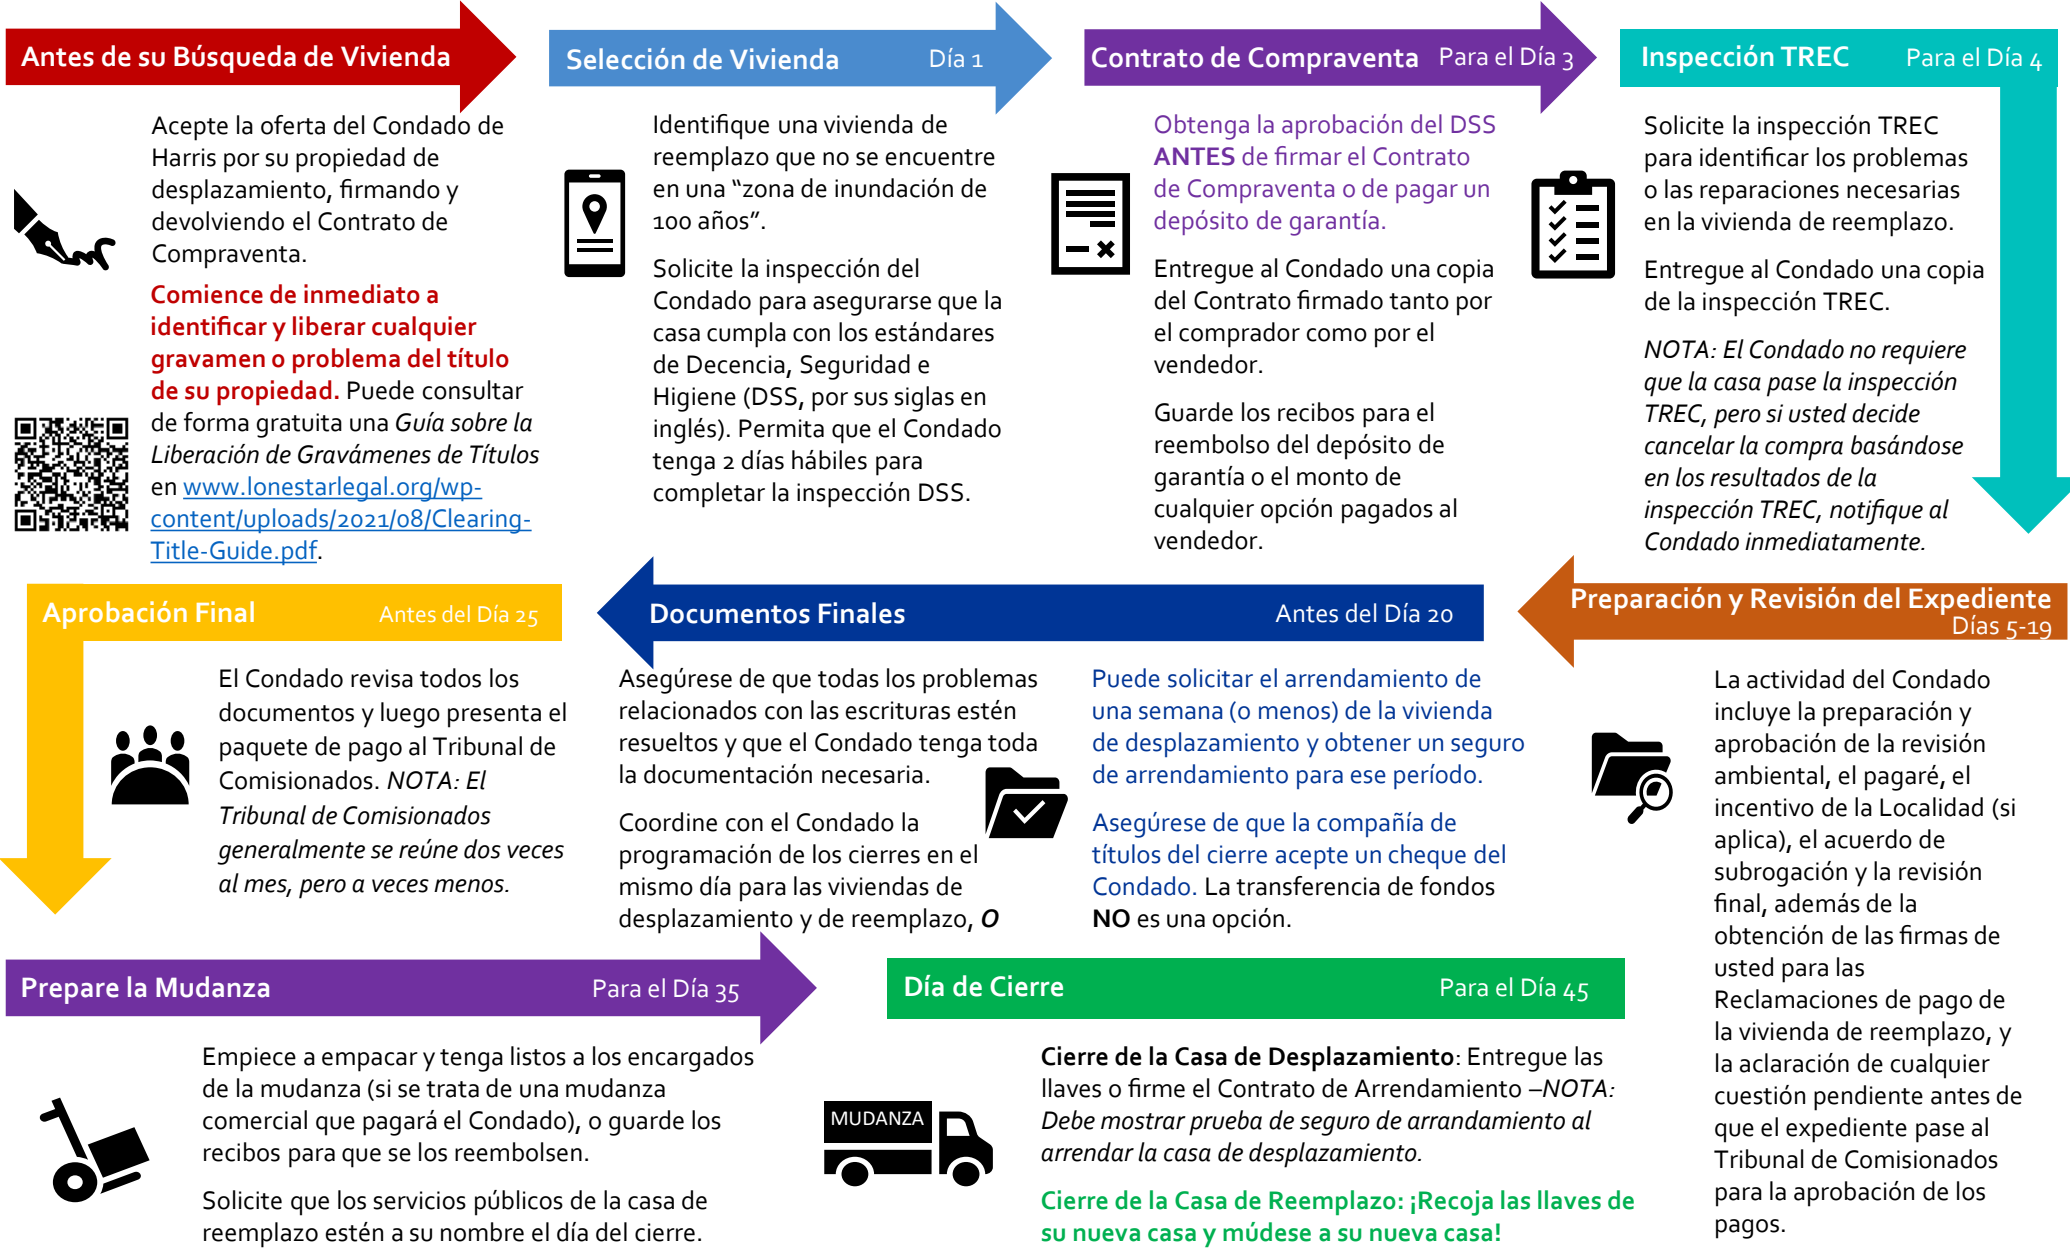 Antes de su Búsqueda de Vivienda
Acepte la oferta del Condado de
Harris por su propiedad de
desplazamiento, firmando y
devolviendo el Contrato de
Compraventa.
Comience de inmediato a
identificar y liberar cualquier
gravamen o problema del título
de su propiedad. Puede consultar
de forma gratuita una Guía sobre la
Liberación de Gravámenes de Títulos
en www.lonestarlegal.org/wp-
content/uploads/2021/08/Clearing-
Title-Guide.pdf.
Selección de Vivienda Día 1
Identifique una vivienda de
reemplazo que no se encuentre
en una “zona de inundación de
100 años”.
Solicite la inspección del
Condado para asegurarse que la
casa cumpla con los estándares
de Decencia, Seguridad e
Higiene (DSS, por sus siglas en
inglés). Permita que el Condado
tenga 2 días hábiles para
completar la inspección DSS.
Contrato de Compraventa Para el Día 3
Obtenga la aprobación del DSS
ANTES de firmar el Contrato
de Compraventa o de pagar un
depósito de garantía.
Entregue al Condado una copia
del Contrato firmado tanto por
el comprador como por el
vendedor.
Guarde los recibos para el
reembolso del depósito de
garantía o el monto de
cualquier opción pagados al
vendedor.
Inspección TREC Para el Día 4
Solicite la inspección TREC
para identificar los problemas
o las reparaciones necesarias
en la vivienda de reemplazo.
Entregue al Condado una copia
de la inspección TREC.
NOTA: El Condado no requiere
que la casa pase la inspección
TREC, pero si usted decide
cancelar la compra basándose
en los resultados de la
inspección TREC, notifique al
Condado inmediatamente.
Preparación y Revisión del Expediente
Días 5-19
La actividad del Condado
incluye la preparación y
aprobación de la revisión
ambiental, el pagaré, el
incentivo de la Localidad (si
aplica), el acuerdo de
subrogación y la revisión
final, además de la
obtención de las firmas de
usted para las
Reclamaciones de pago de
la vivienda de reemplazo, y
la aclaración de cualquier
cuestión pendiente antes de
que el expediente pase al
Tribunal de Comisionados
para la aprobación de los
pagos.
Documentos Finales Antes del Día 20
Asegúrese de que todas los problemas
relacionados con las escrituras estén
resueltos y que el Condado tenga toda
la documentación necesaria.
Coordine con el Condado la
programación de los cierres en el
mismo día para las viviendas de
desplazamiento y de reemplazo, O
Puede solicitar el arrendamiento de
una semana (o menos) de la vivienda
de desplazamiento y obtener un seguro
de arrendamiento para ese período.
Asegúrese de que la compañía de
títulos del cierre acepte un cheque del
Condado. La transferencia de fondos
NO es una opción.
Aprobación Final Antes del Día 25
El Condado revisa todos los
documentos y luego presenta el
paquete de pago al Tribunal de
Comisionados. NOTA: El
Tribunal de Comisionados
generalmente se reúne dos veces
al mes, pero a veces menos.
Prepare la Mudanza Para el Día 35
Empiece a empacar y tenga listos a los encargados
de la mudanza (si se trata de una mudanza
comercial que pagará el Condado), o guarde los
recibos para que se los reembolsen.
Solicite que los servicios públicos de la casa de
reemplazo estén a su nombre el día del cierre.
Día de Cierre Para el Día 45
MUDANZA
Cierre de la Casa de Desplazamiento: Entregue las
llaves o firme el Contrato de Arrendamiento –NOTA:
Debe mostrar prueba de seguro de arrandamiento al
arrendar la casa de desplazamiento.
Cierre de la Casa de Reemplazo: ¡Recoja las llaves de
su nueva casa y múdese a su nueva casa!